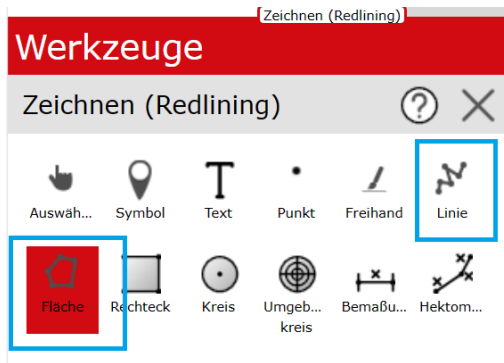 Zeichnen (Redlining)
Werkzeuge
Zeichnen (Redlining)
Auswäh... Symbol Text Punkt Freihand Linie
Fläche Rechteck Kreis Umgeb... Bemaßu... Hektom...
kreis